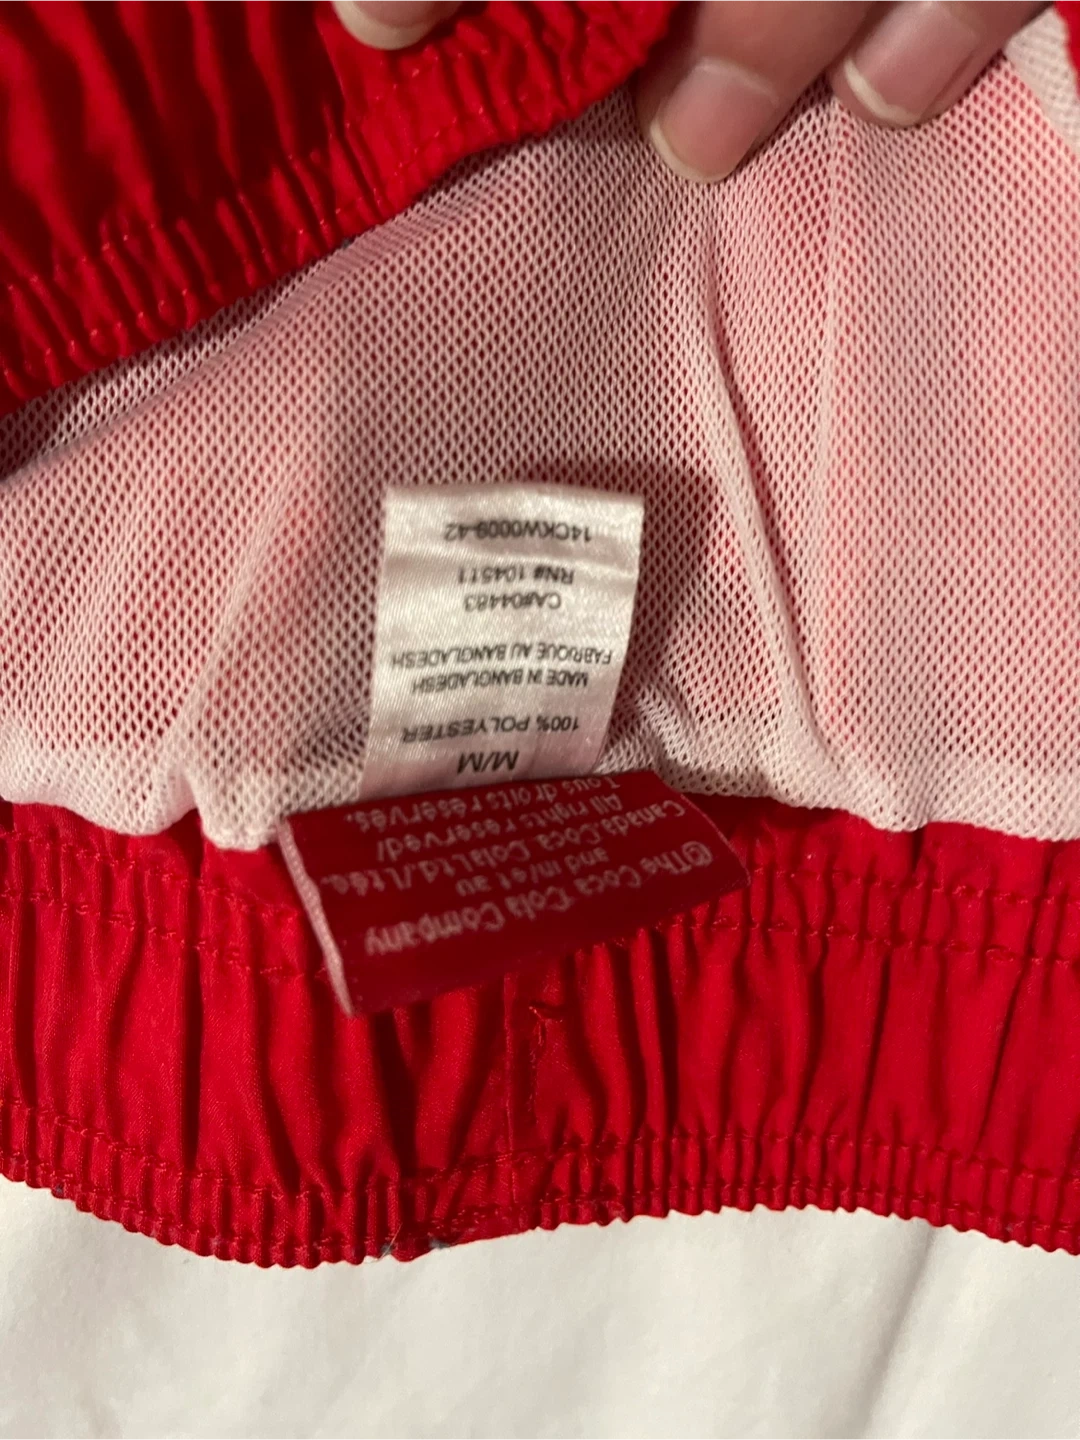 ©The Coca Cola Company
and in/et au
Canada.Coca Cola Ltd./Ltée.
All rights reserved/
Tous droits réservés.
M/M
100% POLYESTER
MADE IN BANGLADESH
FABRIQUE AU BANGLADESH
CA#04483
RN# 104511
14CKW0009-42